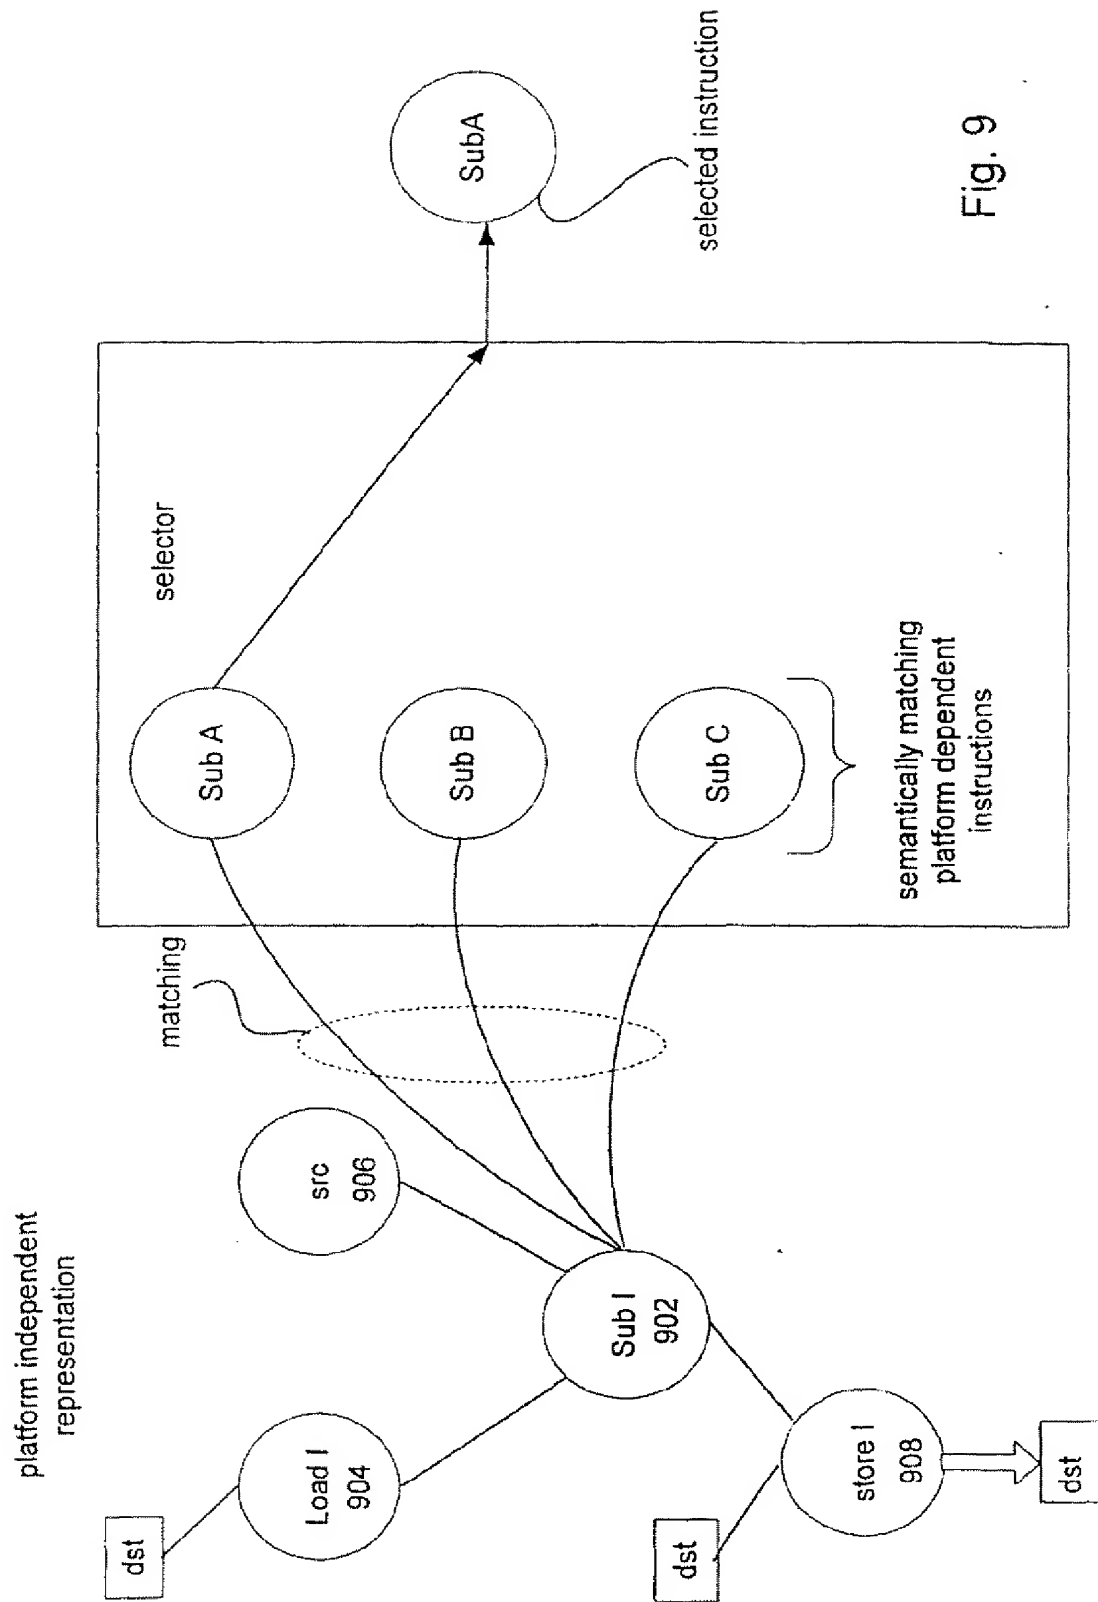 platform independent
representation
dst
Load I
904
src
906
Sub I
902
dst
store I
908
dst
matching
selector
Sub A
Sub B
Sub C
semantically matching
platform dependent
instructions
SubA
selected instruction
Fig. 9